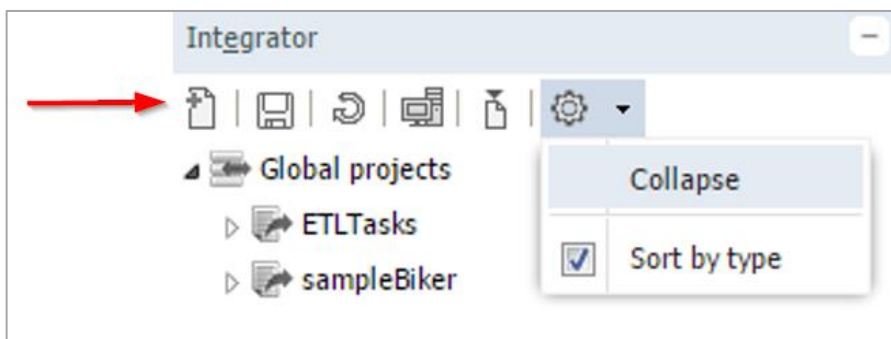 Integrator
Global projects
ETLTasks
sampleBiker
Collapse
Sort by type